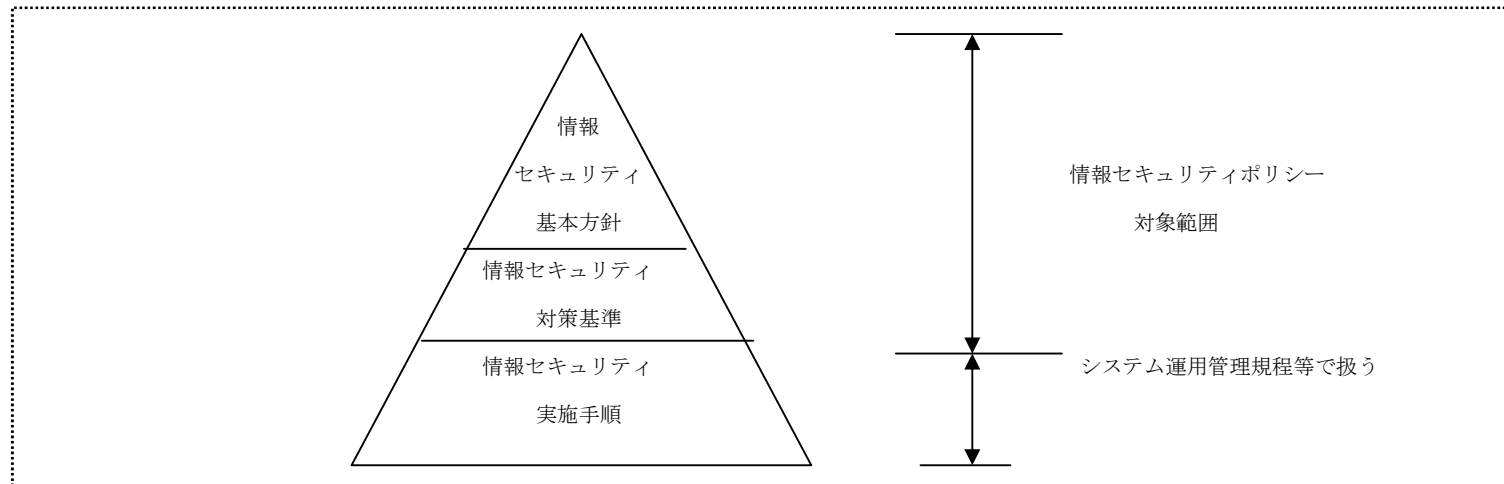 情報
セキュリティ
基本方針
情報セキュリティ
対策基準
情報セキュリティ
実施手順
情報セキュリティポリシー
対象範囲
システム運用管理規程等で扱う